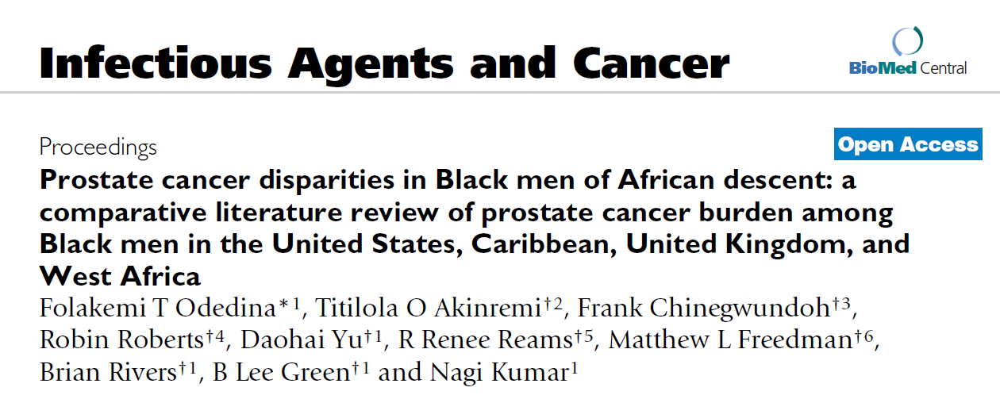 Infectious Agents and Cancer
BioMed Central
Proceedings
Open Access
Prostate cancer disparities in Black men of African descent: a
comparative literature review of prostate cancer burden among
Black men in the United States, Caribbean, United Kingdom, and
West Africa
Folakemi T Odedina*1, Titilola O Akinremi†2, Frank Chinegwundoh†3,
Robin Roberts†4, Daohai Yu†1, R Renee Reams†5, Matthew L Freedman†6,
Brian Rivers†1, B Lee Green†1 and Nagi Kumar1